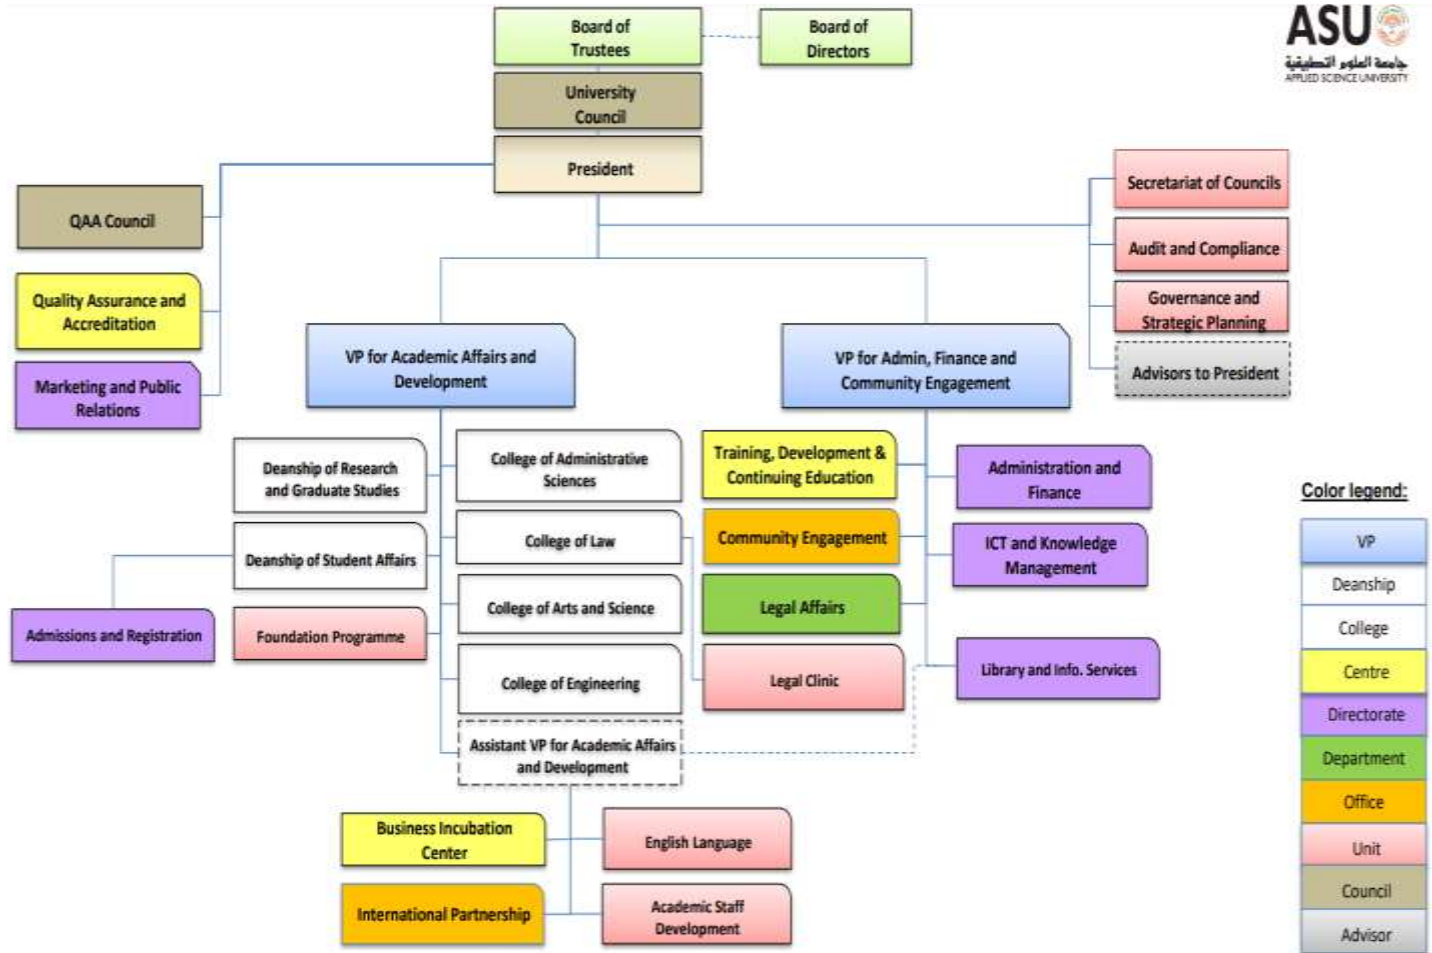 Board of
Trustees
Board of
Directors
ASU
جامعة العلوم التطبيقية
APPLIED SCIENCE UNIVERSITY
University
Council
President
QAA Council
Quality Assurance and
Accreditation
Marketing and Public
Relations
Secretariat of Councils
Audit and Compliance
Governance and
Strategic Planning
Advisors to President
VP for Academic Affairs and
Development
VP for Admin, Finance and
Community Engagement
Deanship of Research
and Graduate Studies
College of Administrative
Sciences
Training, Development &
Continuing Education
Administration and
Finance
Deanship of Student Affairs
College of Law
Community Engagement
ICT and Knowledge
Management
Admissions and Registration
Foundation Programme
College of Arts and Science
Legal Affairs
College of Engineering
Legal Clinic
Library and Info. Services
Assistant VP for Academic Affairs
and Development
Business Incubation
Center
English Language
International Partnership
Academic Staff
Development
Color legend:
VP
Deanship
College
Centre
Directorate
Department
Office
Unit
Council
Advisor